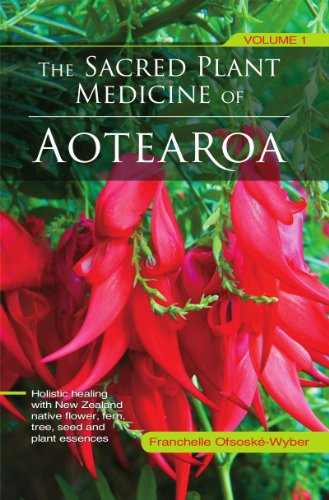 VOLUME 1
THE SACRED PLANT
MEDICINE OF
AOTEAROA
Holistic healing
with New Zealand
native flower, fern,
tree, seed and
plant essences
Franchelle Ofsoské-Wyber